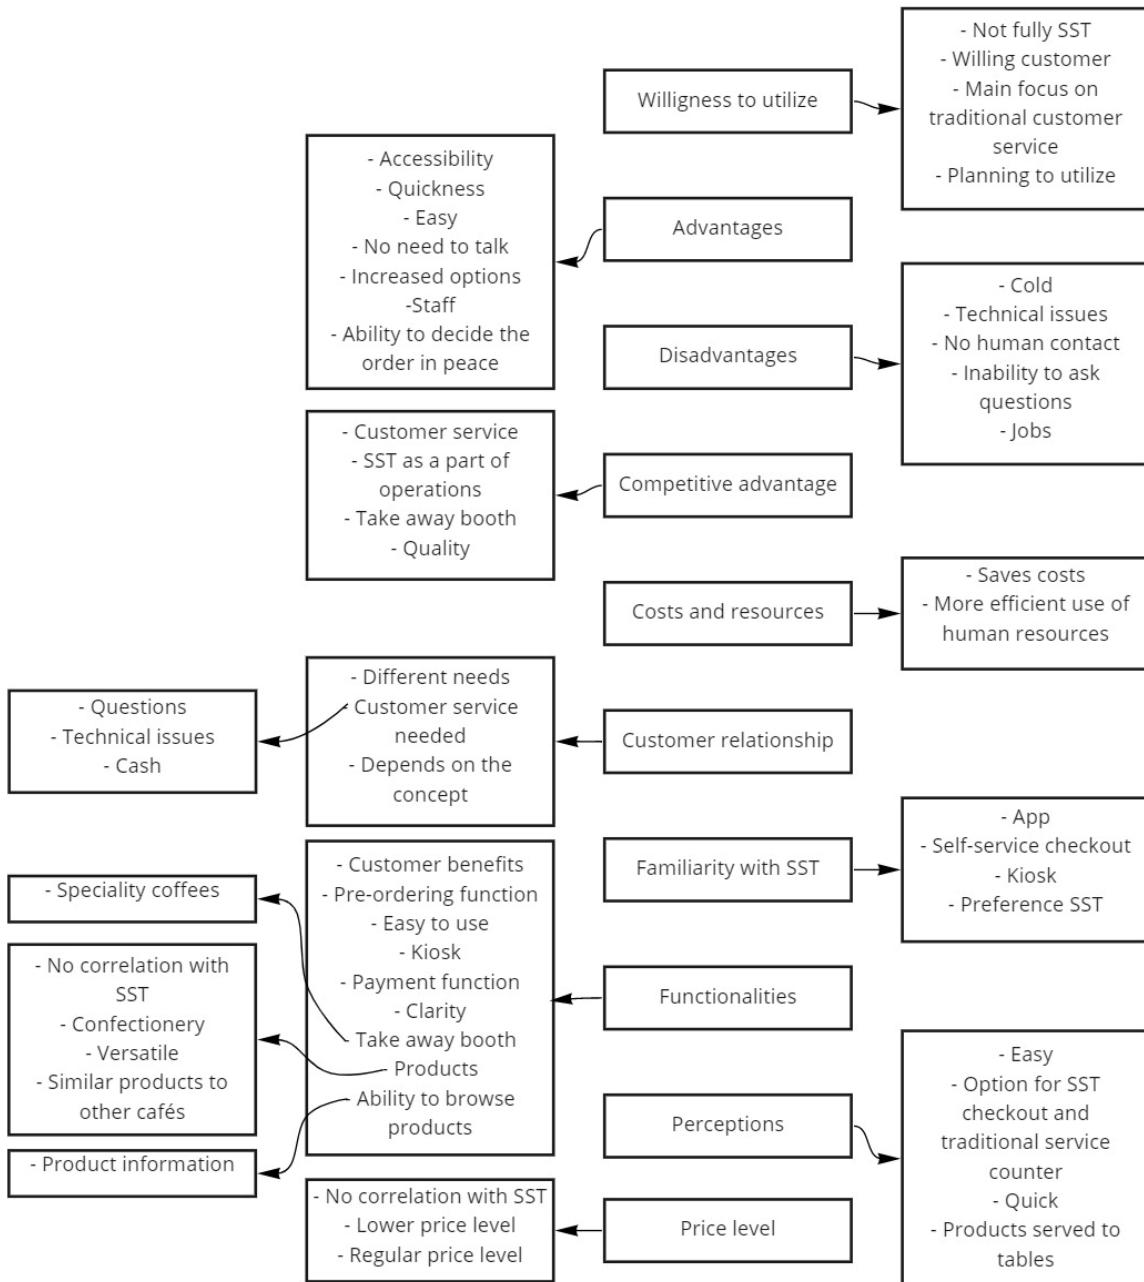 Willigness to utilize
- Not fully SST
- Willing customer
- Main focus on
traditional customer
service
- Planning to utilize
Advantages
- Accessibility
- Quickness
- Easy
- No need to talk
- Increased options
-Staff
- Ability to decide the
order in peace
Disadvantages
- Cold
- Technical issues
- No human contact
- Inability to ask
questions
- Jobs
Competitive advantage
- Customer service
- SST as a part of
operations
- Take away booth
- Quality
Costs and resources
- Saves costs
- More efficient use of
human resources
Customer relationship
- Different needs
- Customer service
needed
- Depends on the
concept
- Questions
- Technical issues
- Cash
Familiarity with SST
- App
- Self-service checkout
- Kiosk
- Preference SST
Functionalities
- Customer benefits
- Pre-ordering function
- Easy to use
- Kiosk
- Payment function
- Clarity
- Take away booth
- Products
- Ability to browse
products
- Speciality coffees
- No correlation with
SST
- Confectionery
- Versatile
- Similar products to
other cafés
- Product information
Perceptions
- Easy
- Option for SST
checkout and
traditional service
counter
- Quick
- Products served to
tables
Price level
- No correlation with SST
- Lower price level
- Regular price level